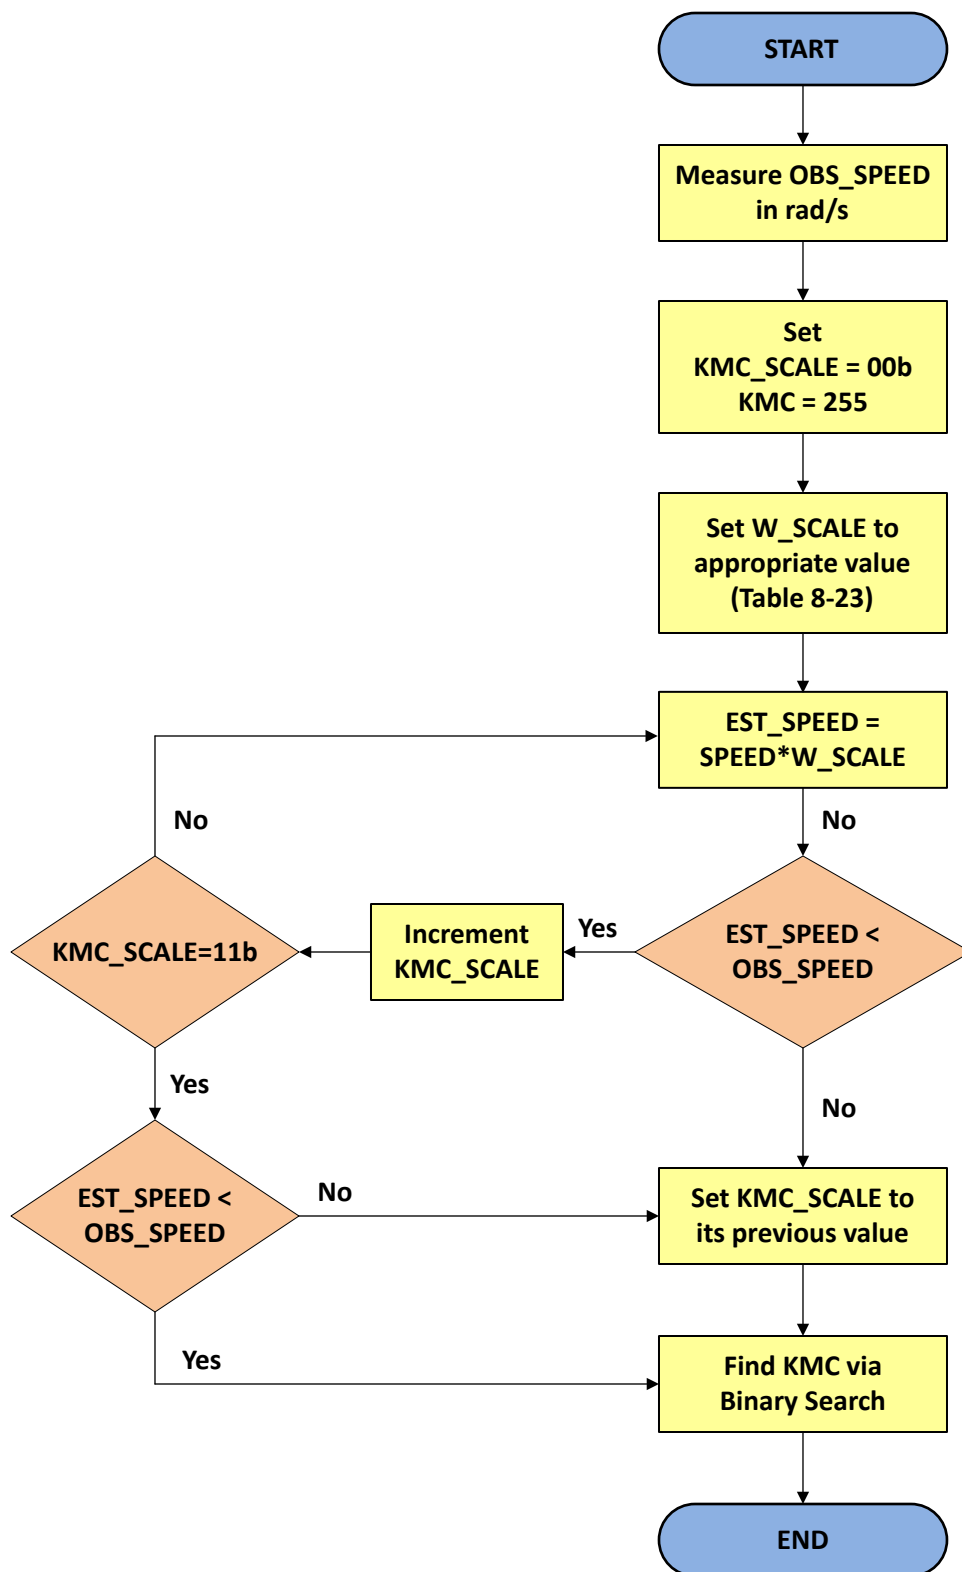 START
Measure OBS_SPEED
in rad/s
Set
KMC_SCALE = 00b
KMC = 255
Set W_SCALE to
appropriate value
(Table 8-23)
EST_SPEED =
SPEED*W_SCALE
No
No
EST_SPEED <
OBS_SPEED
Yes
Increment
KMC_SCALE
KMC_SCALE=11b
Yes
No
EST_SPEED <
OBS_SPEED
No
Set KMC_SCALE to
its previous value
Yes
Find KMC via
Binary Search
END